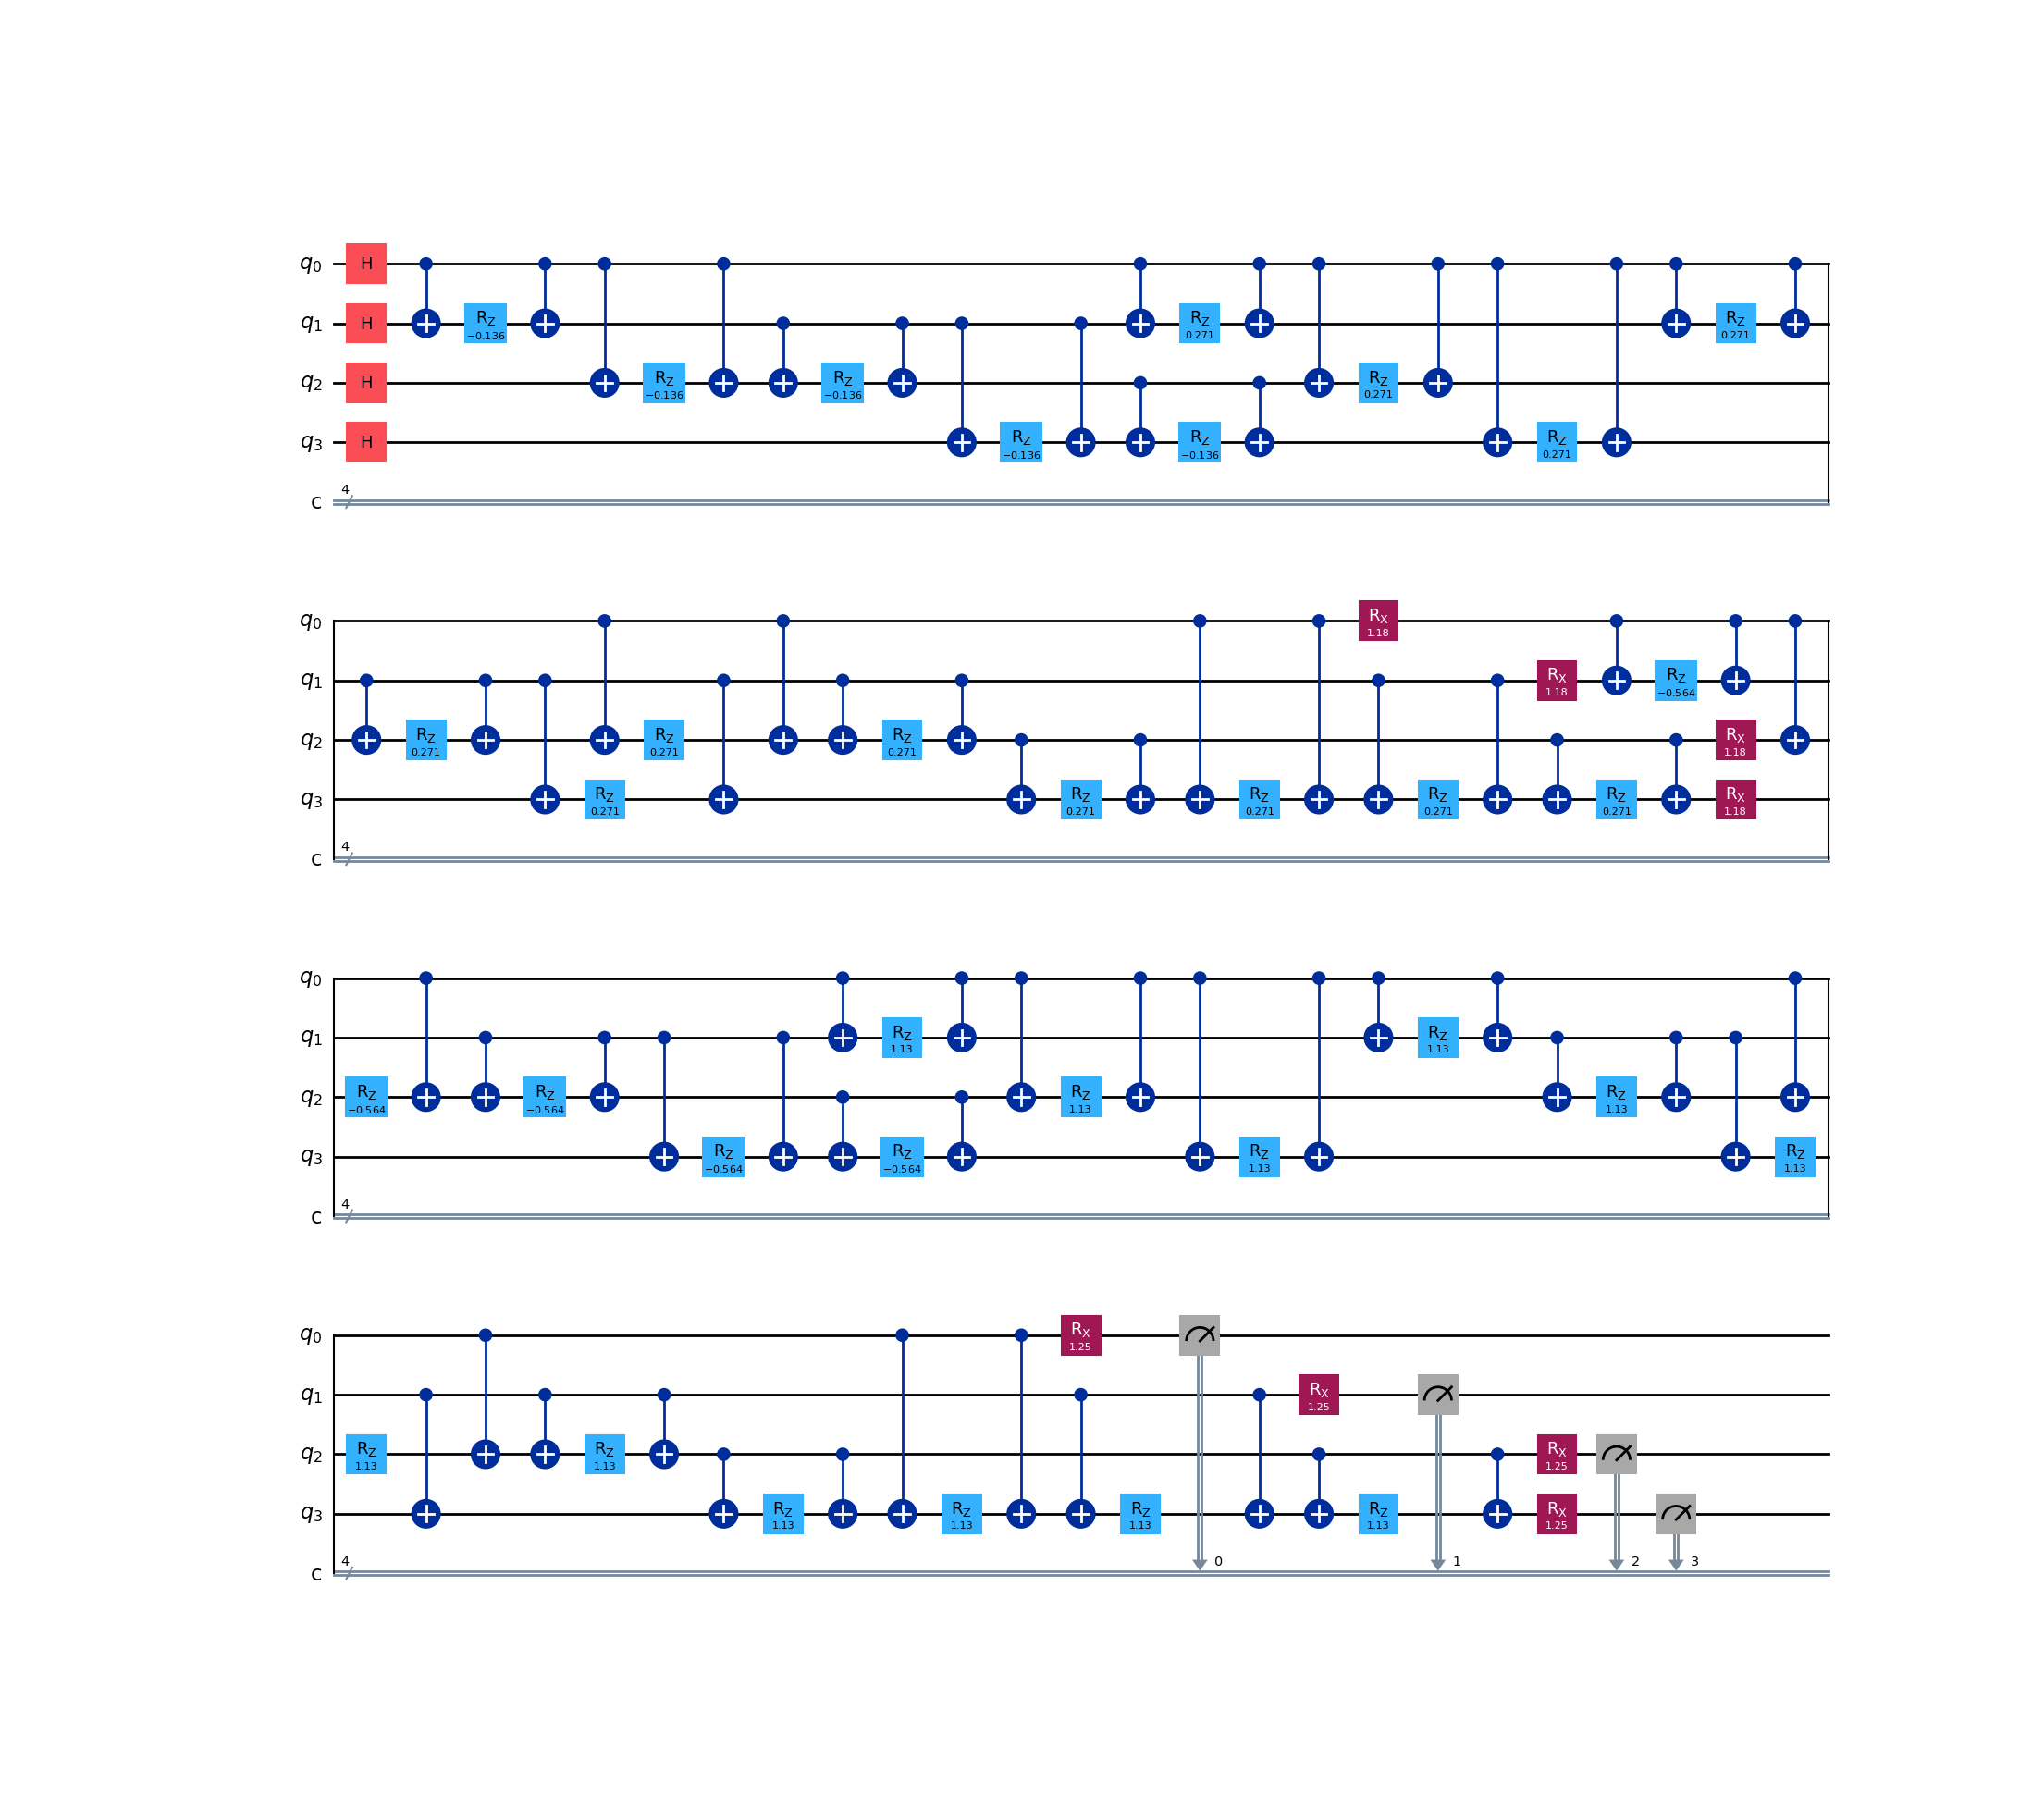 q0 H
q1 H RZ −0.136 RZ 0.271 RZ 0.271
q2 H RZ −0.136 RZ −0.136 RZ 0.271
q3 H RZ −0.136 RZ −0.136 RZ 0.271
c 4
q0 RX 1.18
q1 RX 1.18 RZ −0.564
q2 RZ 0.271 RZ 0.271 RZ 0.271 RX 1.18
q3 RZ 0.271 RZ 0.271 RZ 0.271 RZ 0.271 RZ 0.271 RX 1.18
c 4
q0
q1 RZ 1.13 RZ 1.13
q2 RZ −0.564 RZ −0.564 RZ 1.13 RZ 1.13
q3 RZ −0.564 RZ −0.564 RZ 1.13 RZ 1.13
c 4
q0 RX 1.25
q1 RX 1.25
q2 RZ 1.13 RZ 1.13 RX 1.25
q3 RZ 1.13 RZ 1.13 RZ 1.13 RZ 1.13 RX 1.25
c 4 0 1 2 3